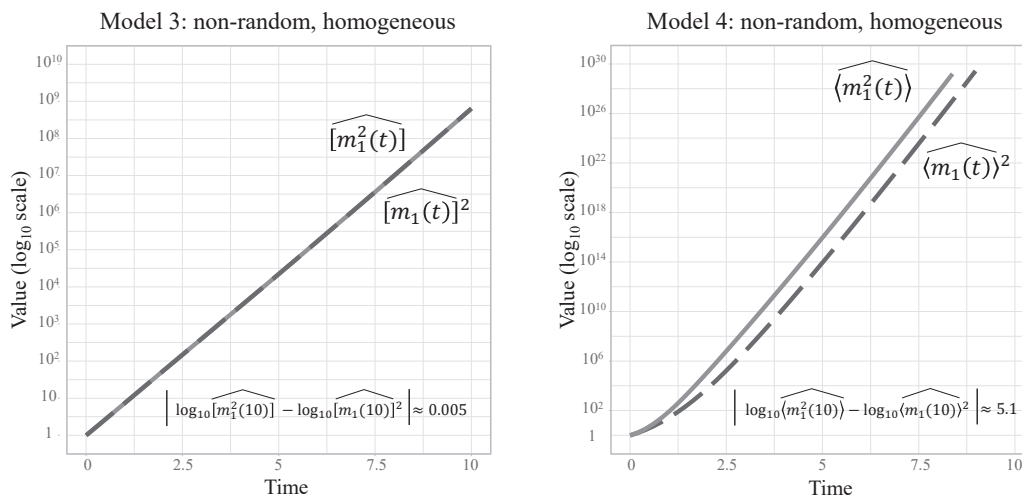 Model 3: non-random, homogeneous
Value (log₁₀ scale)
10¹⁰
10⁹
10⁸
10⁷
10⁶
10⁵
10⁴
10³
10²
10
1
[m₁²(t)]
[m₁(t)]²
| log₁₀[m₁²(10)] − log₁₀[m₁(10)]² | ≈ 0.005
0 2.5 5 7.5 10
Time
Model 4: non-random, homogeneous
Value (log₁₀ scale)
10³⁰
10²⁶
10²²
10¹⁸
10¹⁴
10¹⁰
10⁶
10²
1
⟨m₁²(t)⟩
⟨m₁(t)⟩²
| log₁₀⟨m₁²(10)⟩ − log₁₀⟨m₁(10)⟩² | ≈ 5.1
0 2.5 5 7.5 10
Time